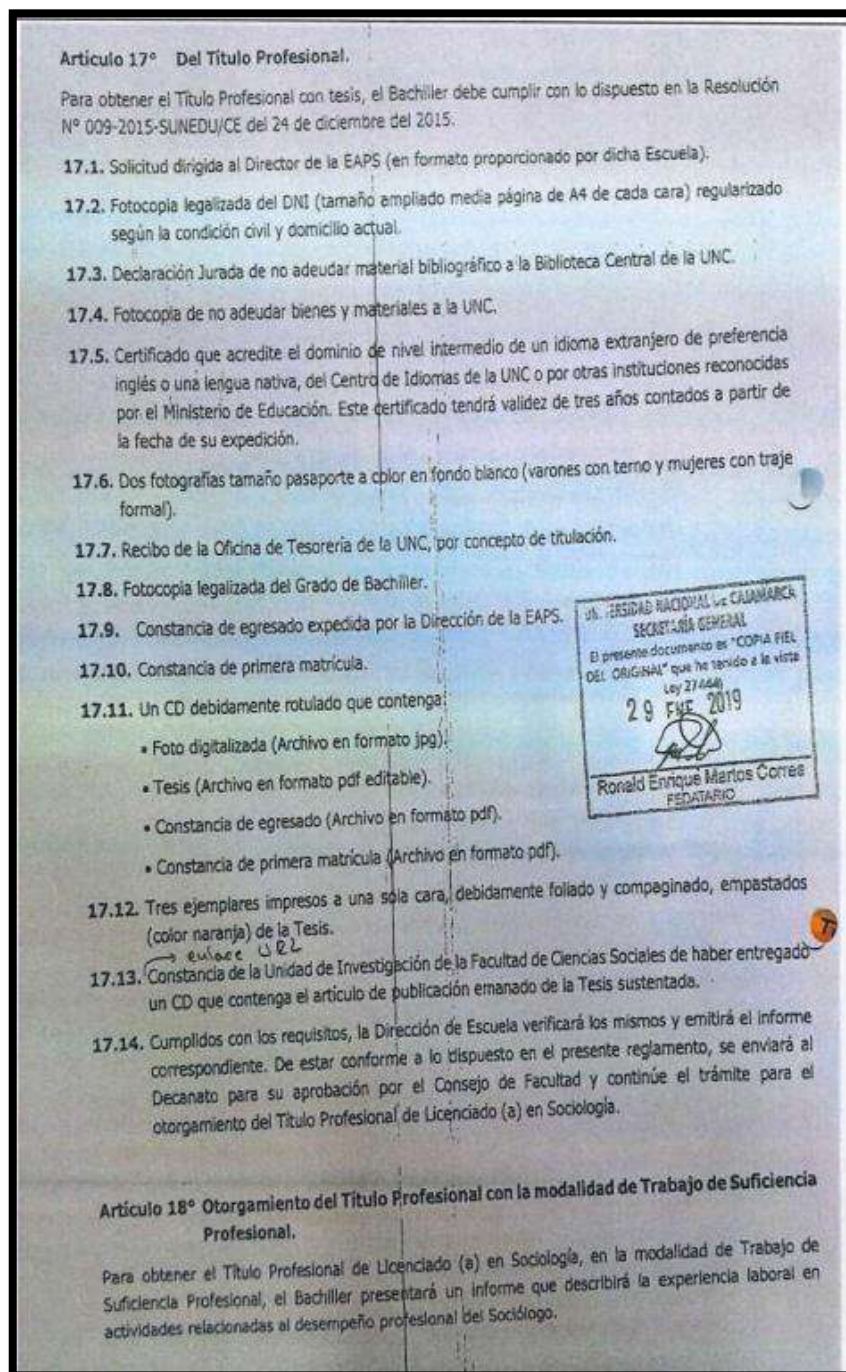 Artículo 17° Del Título Profesional.
Para obtener el Título Profesional con tesis, el Bachiller debe cumplir con lo dispuesto en la Resolución
N° 009-2015-SUNEDU/CE del 24 de diciembre del 2015.
17.1. Solicitud dirigida al Director de la EAPS (en formato proporcionado por dicha Escuela).
17.2. Fotocopia legalizada del DNI (tamaño ampliado media página de A4 de cada cara) regularizado
según la condición civil y domicilio actual.
17.3. Declaración Jurada de no adeudar material bibliográfico a la Biblioteca Central de la UNC.
17.4. Fotocopia de no adeudar bienes y materiales a la UNC.
17.5. Certificado que acredite el dominio de nivel intermedio de un idioma extranjero de preferencia
inglés o una lengua nativa, del Centro de Idiomas de la UNC o por otras instituciones reconocidas
por el Ministerio de Educación. Este certificado tendrá validez de tres años contados a partir de
la fecha de su expedición.
17.6. Dos fotografías tamaño pasaporte a color en fondo blanco (varones con terno y mujeres con traje
formal).
17.7. Recibo de la Oficina de Tesorería de la UNC, por concepto de titulación.
17.8. Fotocopia legalizada del Grado de Bachiller.
17.9. Constancia de egresado expedida por la Dirección de la EAPS.
17.10. Constancia de primera matrícula.
17.11. Un CD debidamente rotulado que contenga:
• Foto digitalizada (Archivo en formato jpg).
• Tesis (Archivo en formato pdf editable).
• Constancia de egresado (Archivo en formato pdf).
• Constancia de primera matrícula (Archivo en formato pdf).
UNIVERSIDAD NACIONAL DE CAJAMARCA
SECRETARÍA GENERAL
El presente documento es "COPIA FIEL
DEL ORIGINAL" que he tenido a la vista
Ley 27444
29 ENE 2019
Ronald Enrique Marlos Correa
FEDATARIO
17.12. Tres ejemplares impresos a una sola cara, debidamente foliado y compaginado, empastados
(color naranja) de la Tesis.
→ enlace URL
17.13. Constancia de la Unidad de Investigación de la Facultad de Ciencias Sociales de haber entregado
un CD que contenga el artículo de publicación emanado de la Tesis sustentada.
17.14. Cumplidos con los requisitos, la Dirección de Escuela verificará los mismos y emitirá el informe
correspondiente. De estar conforme a lo dispuesto en el presente reglamento, se enviará al
Decanato para su aprobación por el Consejo de Facultad y continúe el trámite para el
otorgamiento del Título Profesional de Licenciado (a) en Sociología.
Artículo 18° Otorgamiento del Título Profesional con la modalidad de Trabajo de Suficiencia
Profesional.
Para obtener el Título Profesional de Licenciado (a) en Sociología, en la modalidad de Trabajo de
Suficiencia Profesional, el Bachiller presentará un informe que describirá la experiencia laboral en
actividades relacionadas al desempeño profesional del Sociólogo.